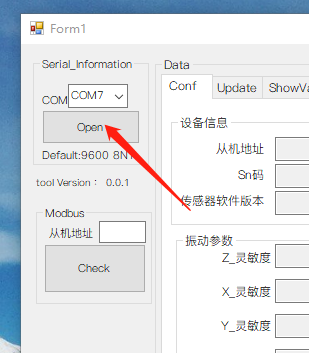 Form1
Serial_Information
COM COM7
Open
Default:9600 8N1
tool Version： 0.0.1
Modbus
从机地址
Check
Data
Conf Update
设备信息
从机地址
Sn码
传感器软件版本
振动参数
Z_灵敏度
X_灵敏度
Y_灵敏度